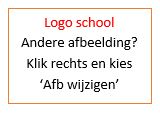 Logo school
Andere afbeelding?
Klik rechts en kies
‘Afb wijzigen’